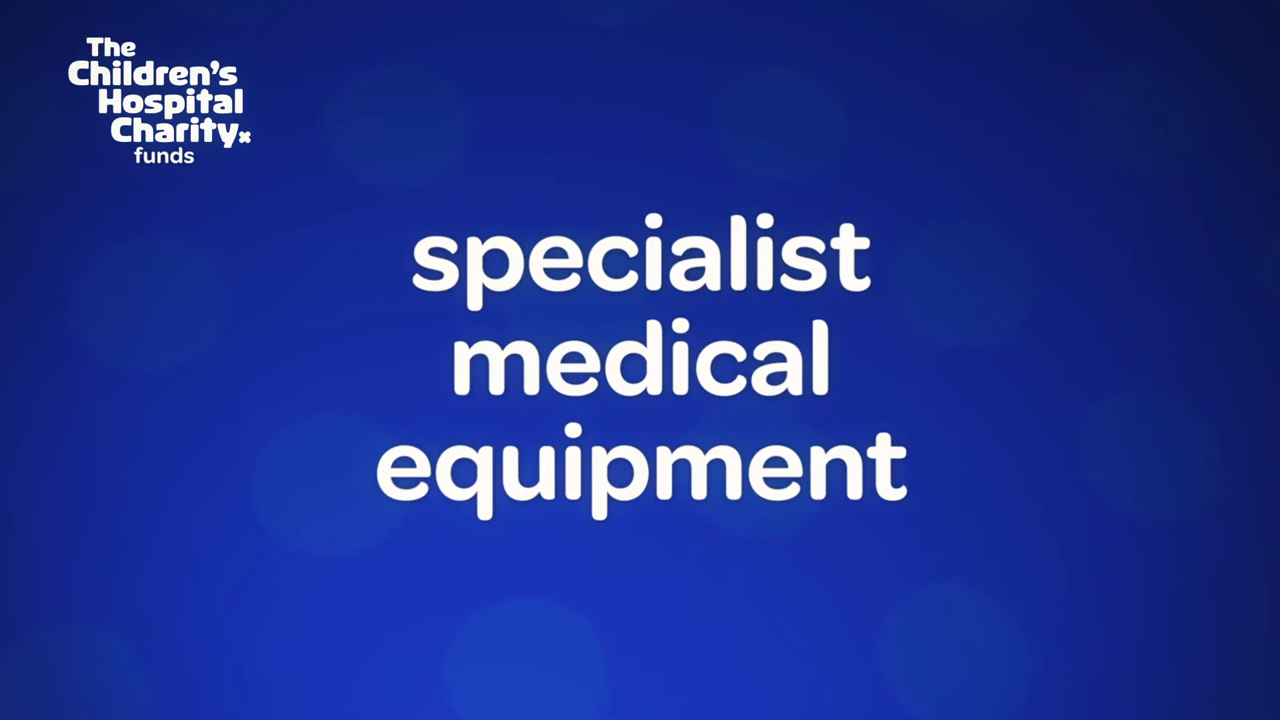 The
Children's
Hospital
Charity
funds
specialist
medical
equipment